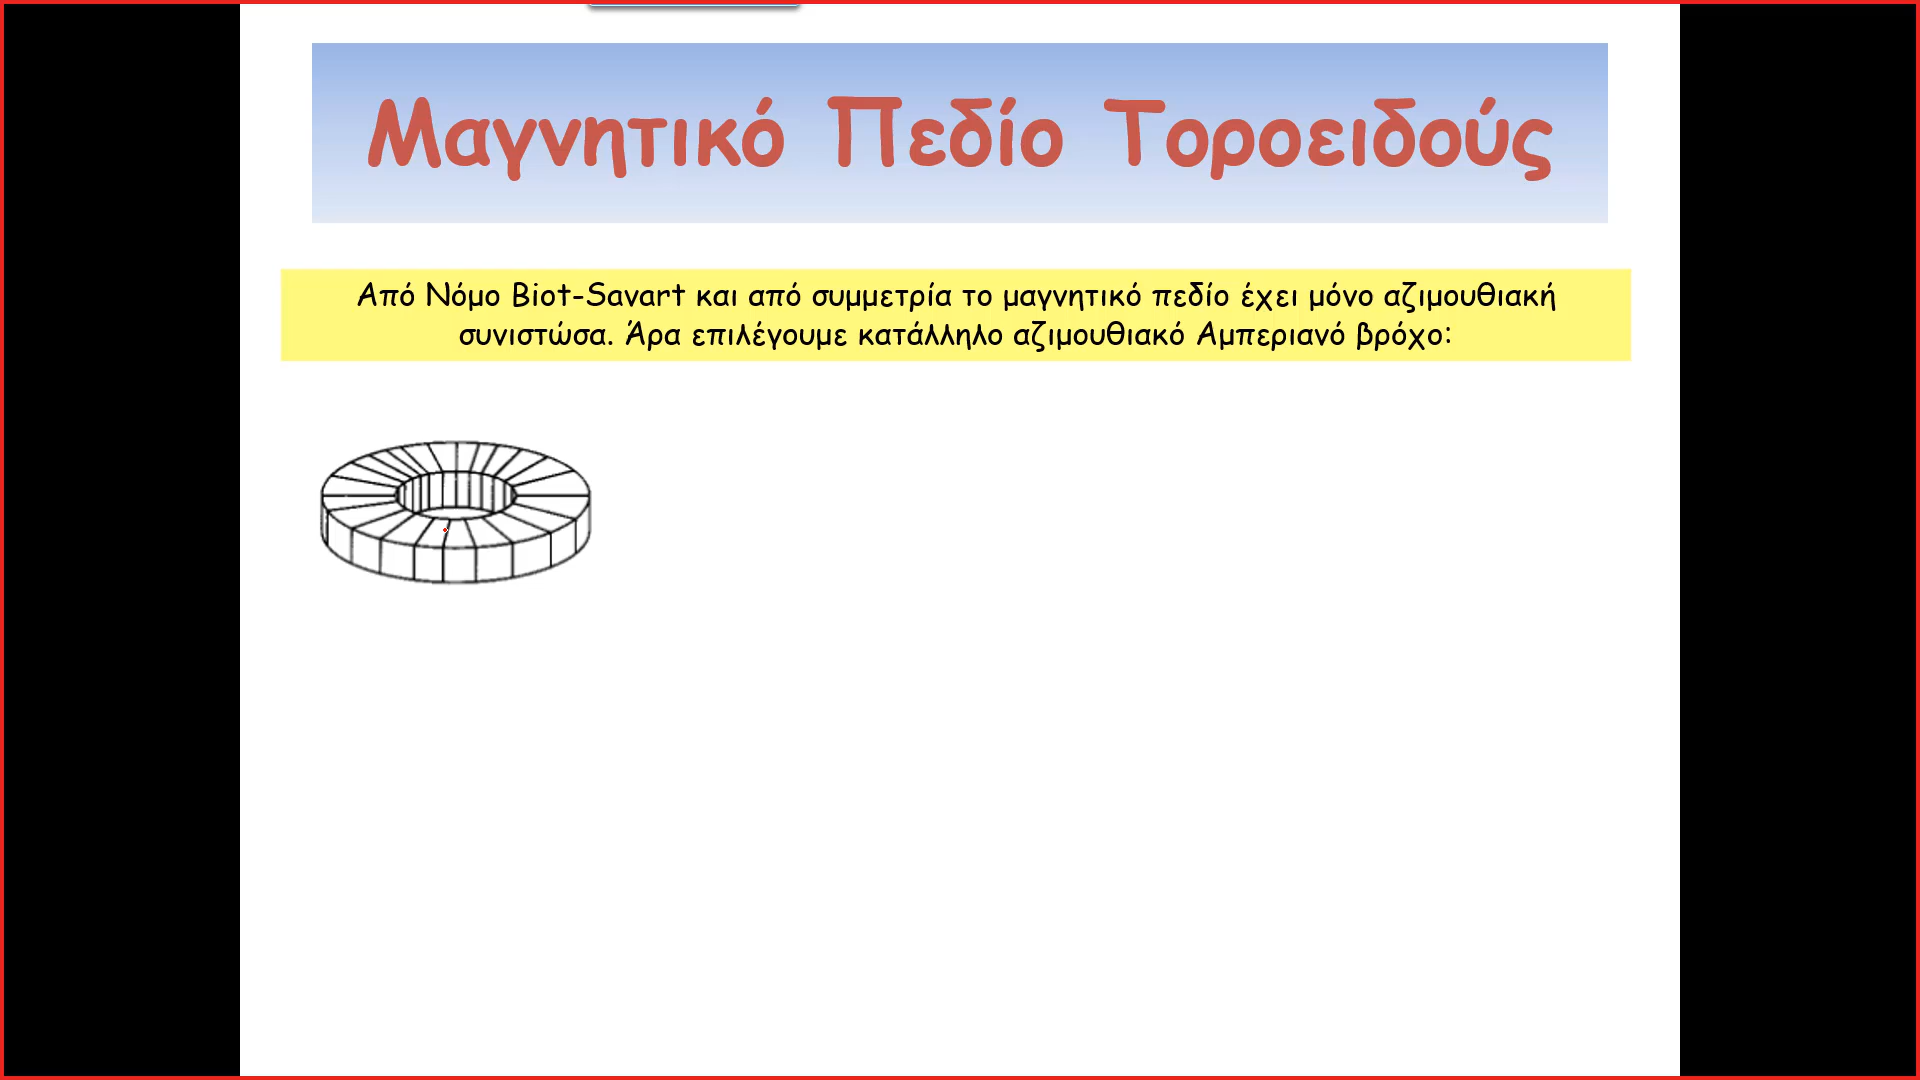 Μαγνητικό Πεδίο Τοροειδούς
Από Νόμο Biot-Savart και από συμμετρία το μαγνητικό πεδίο έχει μόνο αζιμουθιακή
συνιστώσα. Άρα επιλέγουμε κατάλληλο αζιμουθιακό Αμπεριανό βρόχο: